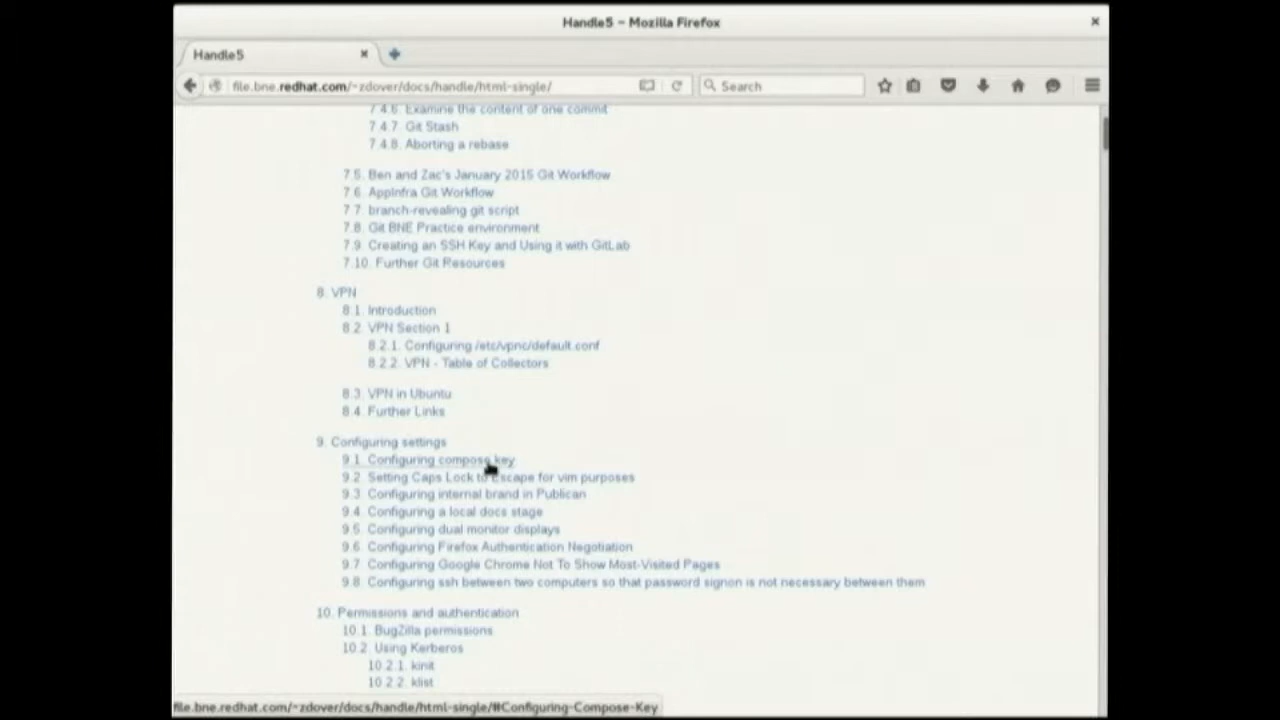 Handle5 – Mozilla Firefox
Handle5
file.bne.redhat.com/~zdover/docs/handle/html-single/
Search
7.4.6. Examine the content of one commit
7.4.7. Git Stash
7.4.8. Aborting a rebase
7.5. Ben and Zac's January 2015 Git Workflow
7.6. AppInfra Git Workflow
7.7. branch-revealing git script
7.8. Git BNE Practice environment
7.9. Creating an SSH Key and Using it with GitLab
7.10. Further Git Resources
8. VPN
8.1. Introduction
8.2. VPN Section 1
8.2.1. Configuring /etc/vpnc/default.conf
8.2.2. VPN - Table of Collectors
8.3. VPN in Ubuntu
8.4. Further Links
9. Configuring settings
9.1. Configuring compose key
9.2. Setting Caps Lock to Escape for vim purposes
9.3. Configuring internal brand in Publican
9.4. Configuring a local docs stage
9.5. Configuring dual monitor displays
9.6. Configuring Firefox Authentication Negotiation
9.7. Configuring Google Chrome Not To Show Most-Visited Pages
9.8. Configuring ssh between two computers so that password signon is not necessary between them
10. Permissions and authentication
10.1. BugZilla permissions
10.2. Using Kerberos
10.2.1. kinit
10.2.2. klist
file.bne.redhat.com/~zdover/docs/handle/html-single/#Configuring-Compose-Key